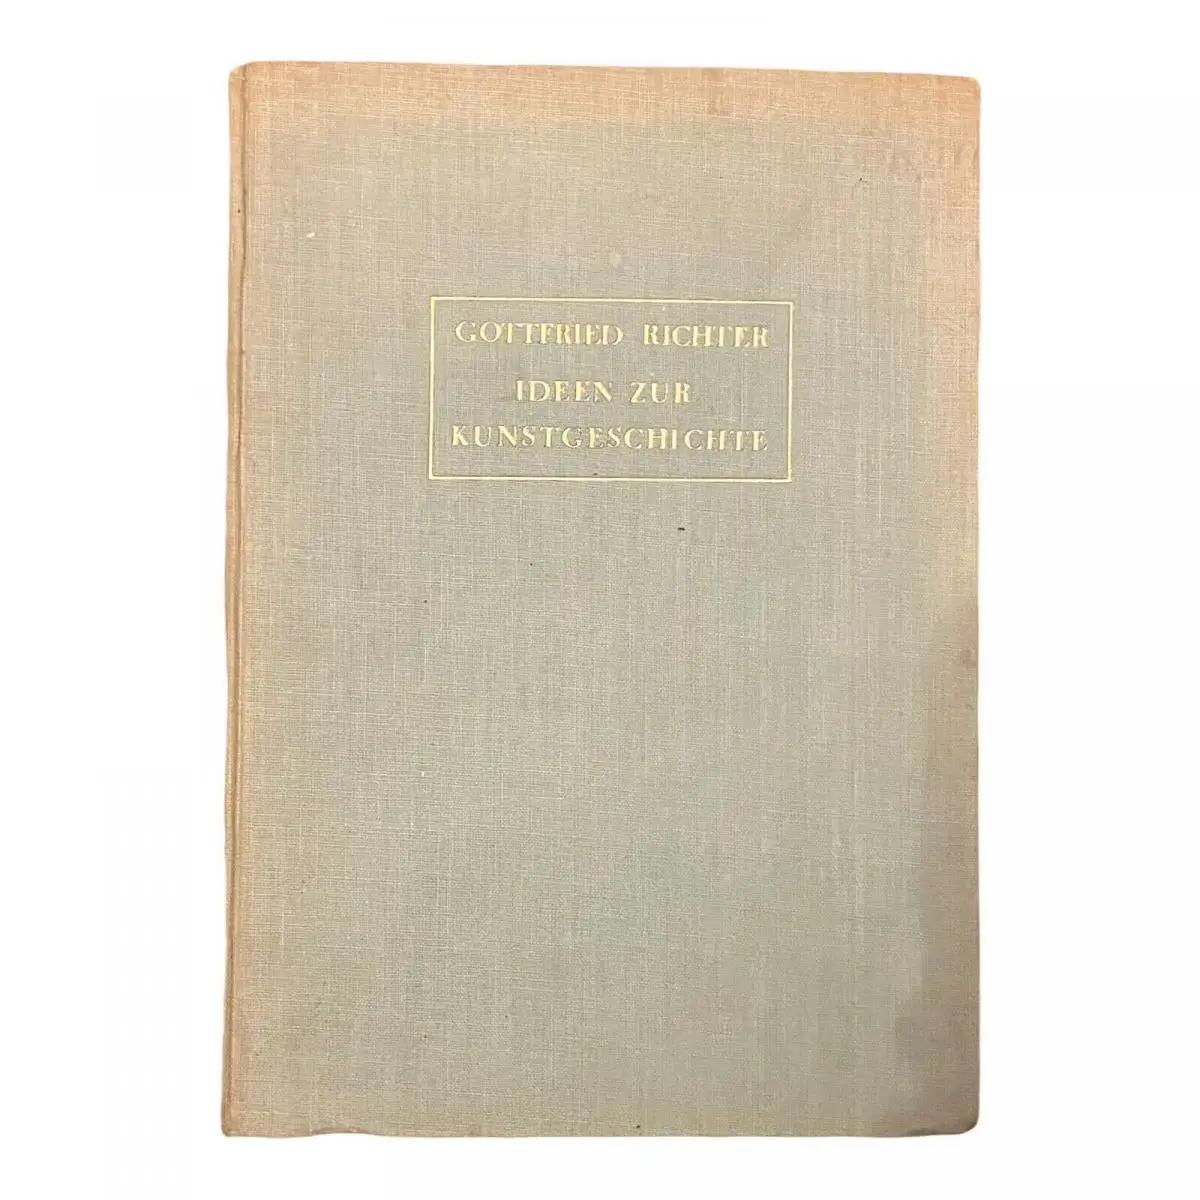 GOTTFRIED RICHTER
IDEEN ZUR
KUNSTGESCHICHTE